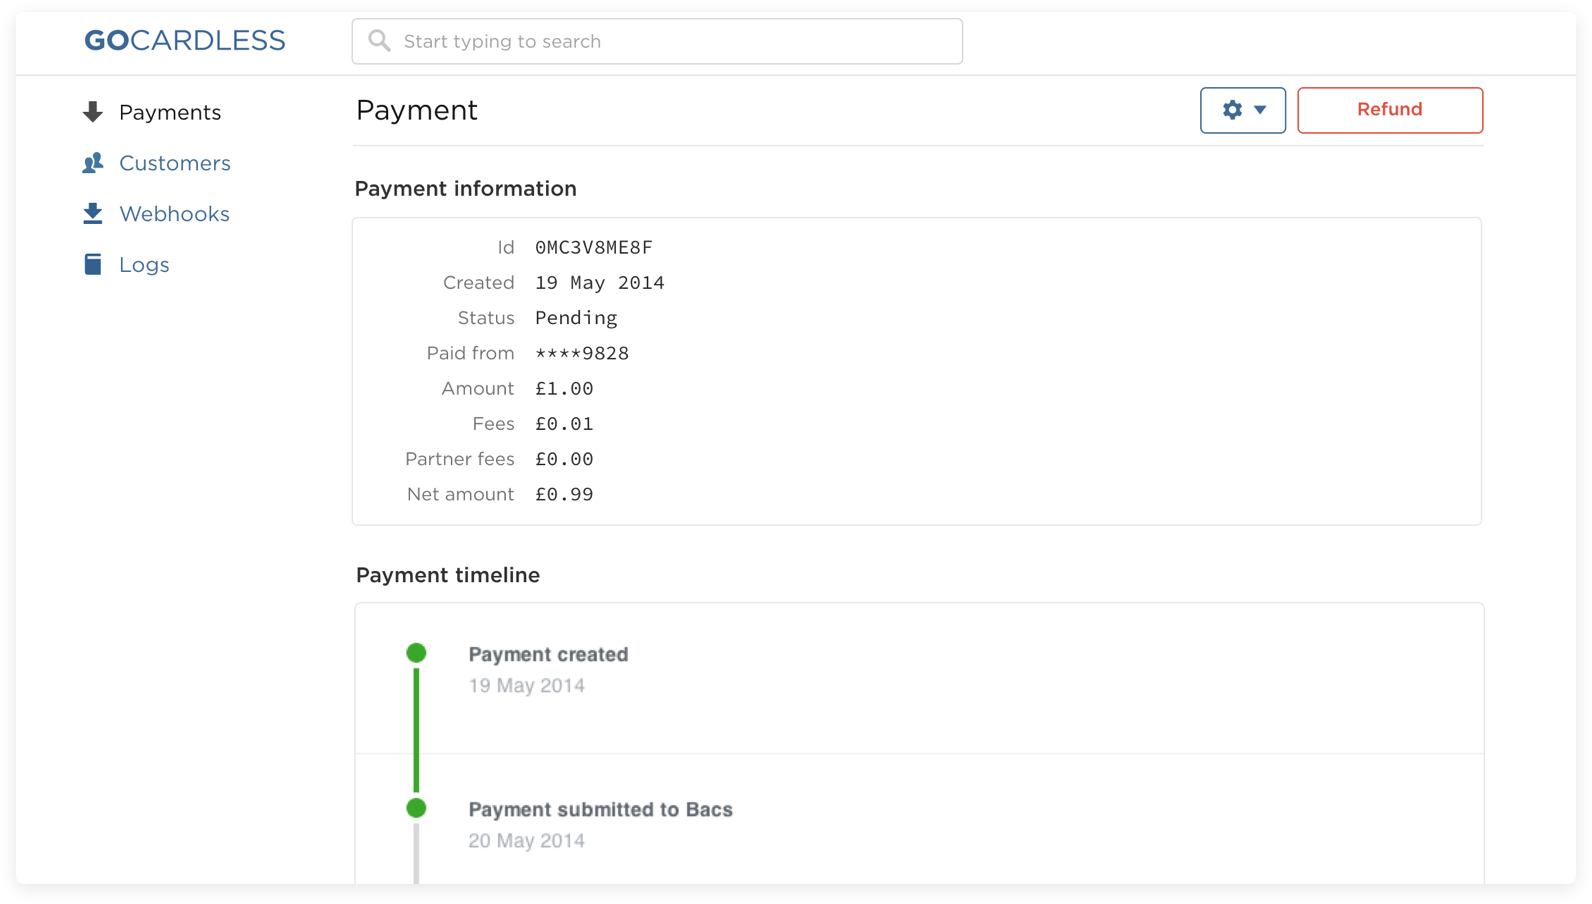 GOCARDLESS
Start typing to search
Payments
Customers
Webhooks
Logs
Payment
Refund
Payment information
Id 0MC3V8ME8F
Created 19 May 2014
Status Pending
Paid from ****9828
Amount £1.00
Fees £0.01
Partner fees £0.00
Net amount £0.99
Payment timeline
Payment created
19 May 2014
Payment submitted to Bacs
20 May 2014